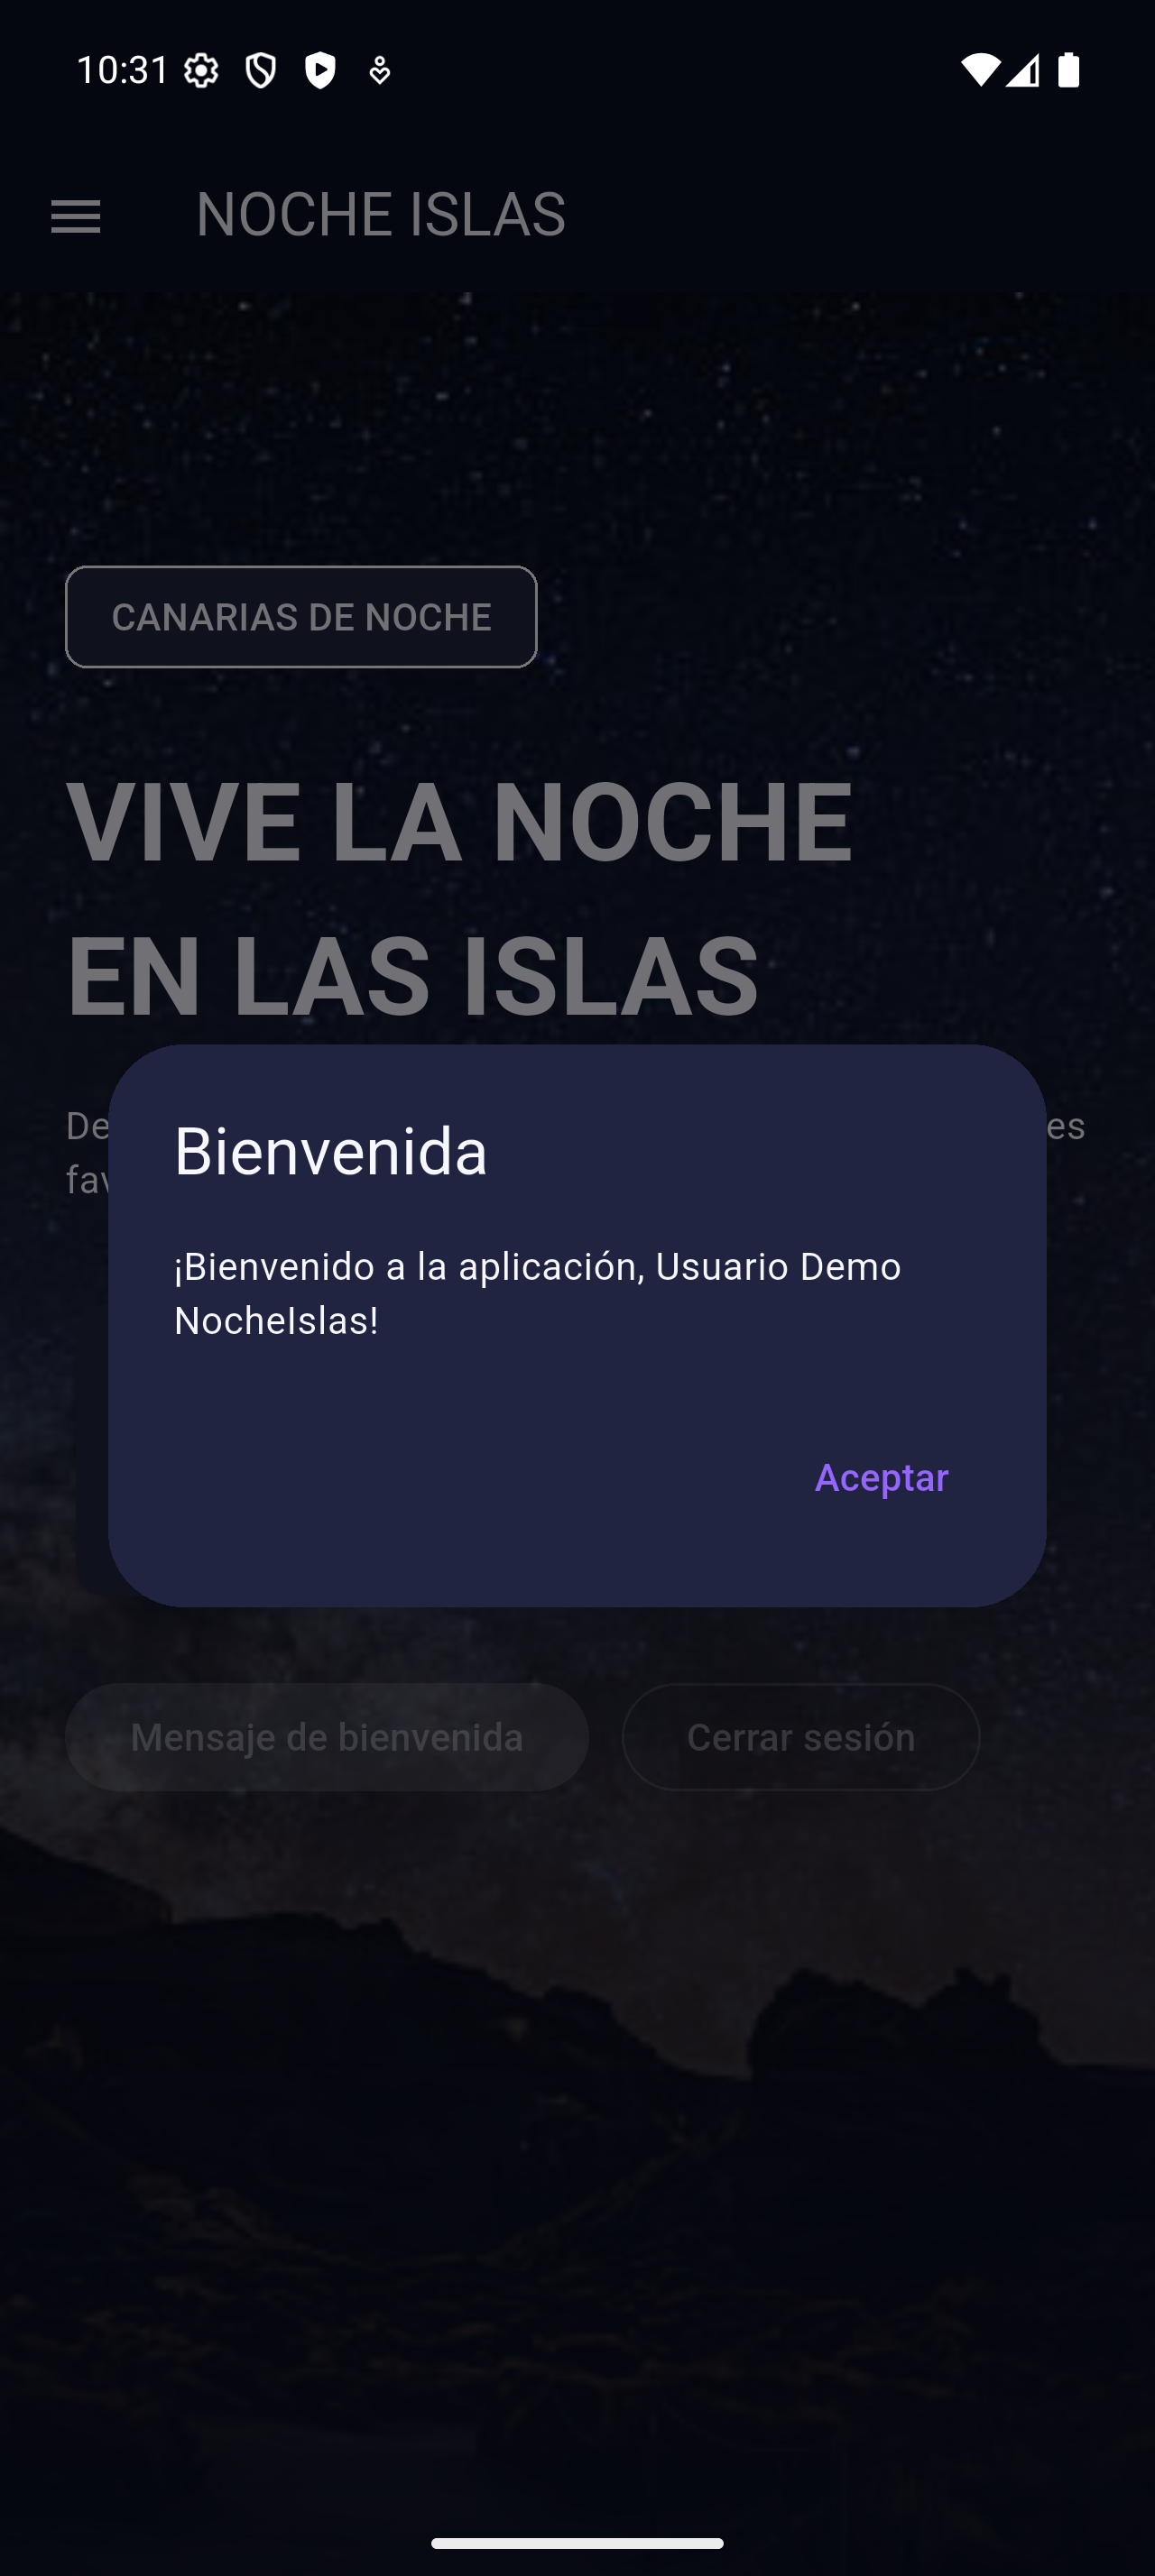 10:31
NOCHE ISLAS
CANARIAS DE NOCHE
VIVE LA NOCHE
EN LAS ISLAS
Bienvenida
¡Bienvenido a la aplicación, Usuario Demo
NocheIslas!
Aceptar
Mensaje de bienvenida
Cerrar sesión